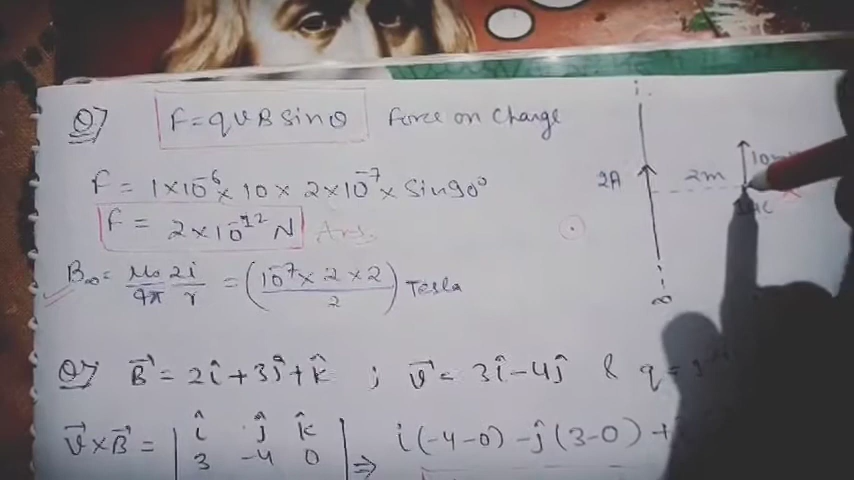 Q7 F = qvBsinθ Force on Charge
F = 1×10⁻⁶ × 10 × 2×10⁻⁷ × Sin90°
F = 2×10⁻¹² N Ans.
B∞ = μ₀/4π 2i/r = (10⁻⁷×2×2/2) Tesla
2A 2m
∞
Q7 B⃗ = 2î+3ĵ+k̂ ; v⃗ = 3î-4ĵ & q =
v⃗×B⃗ = | î ĵ k̂ | ⇒ i(-4-0) -ĵ(3-0) +
3 -4 0